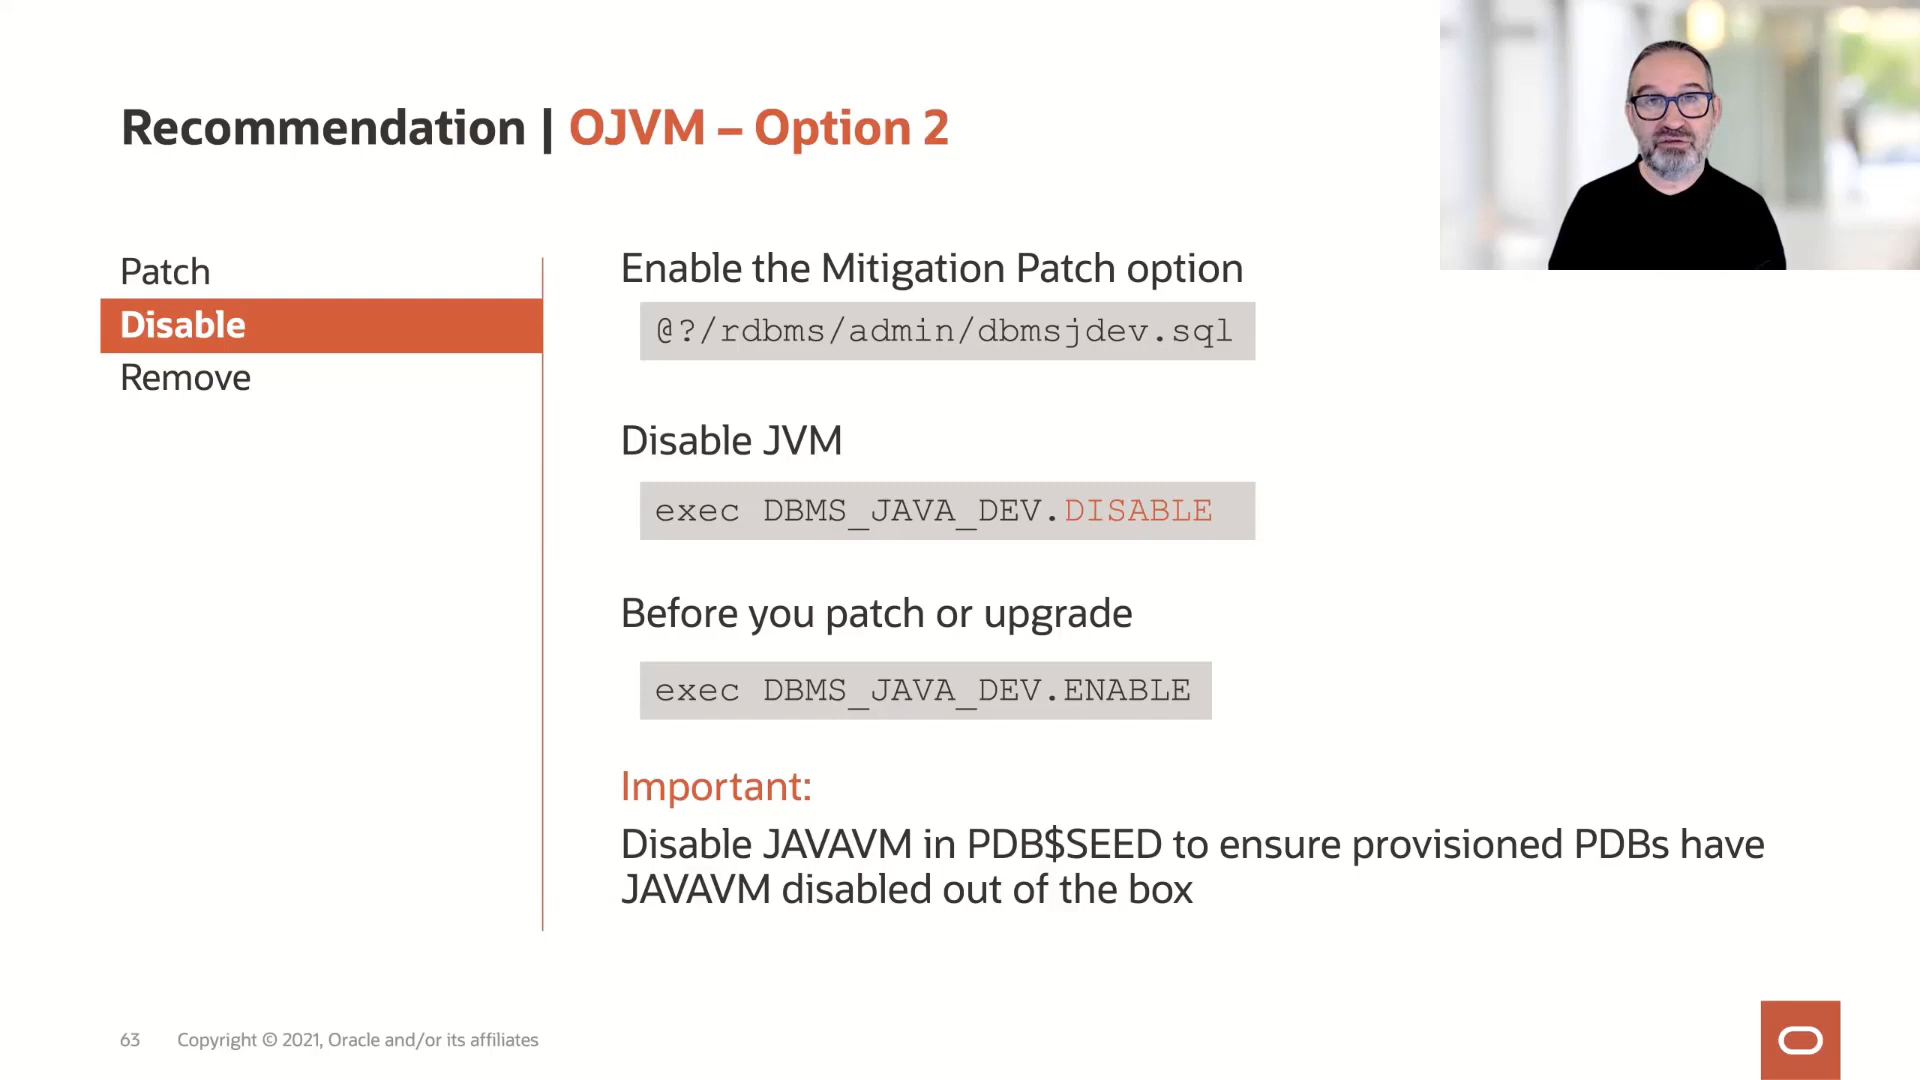 Recommendation | OJVM – Option 2
Patch
Disable
Remove
Enable the Mitigation Patch option
@?/rdbms/admin/dbmsjdev.sql
Disable JVM
exec DBMS_JAVA_DEV.DISABLE
Before you patch or upgrade
exec DBMS_JAVA_DEV.ENABLE
Important:
Disable JAVAVM in PDB$SEED to ensure provisioned PDBs have
JAVAVM disabled out of the box
63 Copyright © 2021, Oracle and/or its affiliates